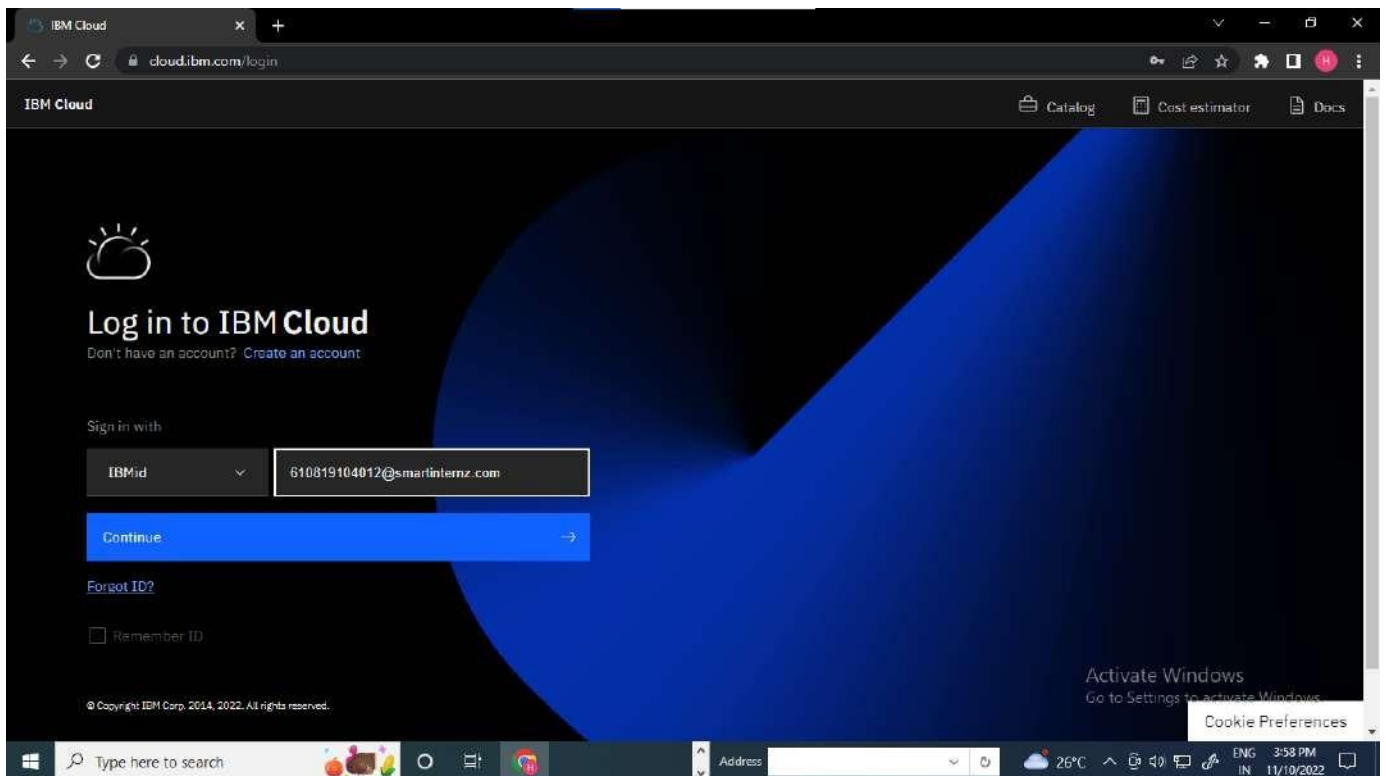 IBM Cloud
cloud.ibm.com/login
H
IBM Cloud
Catalog
Cost estimator
Docs
Log in to IBM Cloud
Don't have an account? Create an account
Sign in with
IBMid
610819104012@smartinternz.com
Continue
Forgot ID?
Remember ID
© Copyright IBM Corp. 2014, 2022. All rights reserved.
Activate Windows
Go to Settings to activate Windows.
Cookie Preferences
Type here to search
Address
26°C
ENG
IN
3:58 PM
11/10/2022